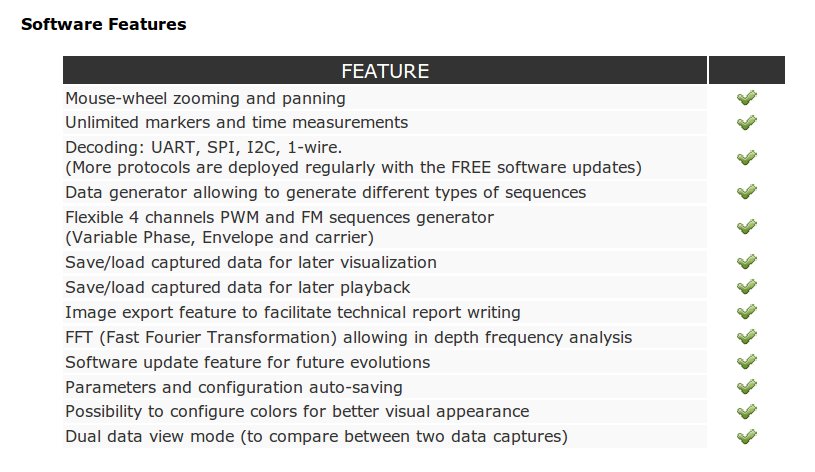 Software Features
FEATURE
Mouse-wheel zooming and panning
Unlimited markers and time measurements
Decoding: UART, SPI, I2C, 1-wire.
(More protocols are deployed regularly with the FREE software updates)
Data generator allowing to generate different types of sequences
Flexible 4 channels PWM and FM sequences generator
(Variable Phase, Envelope and carrier)
Save/load captured data for later visualization
Save/load captured data for later playback
Image export feature to facilitate technical report writing
FFT (Fast Fourier Transformation) allowing in depth frequency analysis
Software update feature for future evolutions
Parameters and configuration auto-saving
Possibility to configure colors for better visual appearance
Dual data view mode (to compare between two data captures)